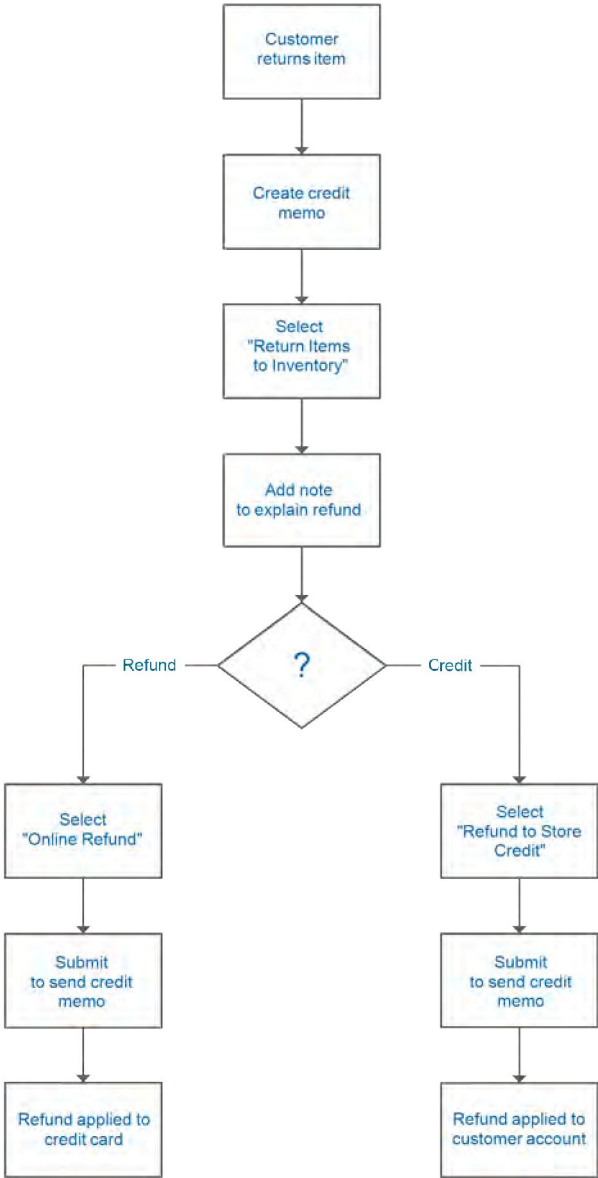 Customer
returns item
Create credit
memo
Select
"Return Items
to Inventory"
Add note
to explain refund
?
Refund
Credit
Select
"Online Refund"
Submit
to send credit
memo
Refund applied to
credit card
Select
"Refund to Store
Credit"
Submit
to send credit
memo
Refund applied to
customer account